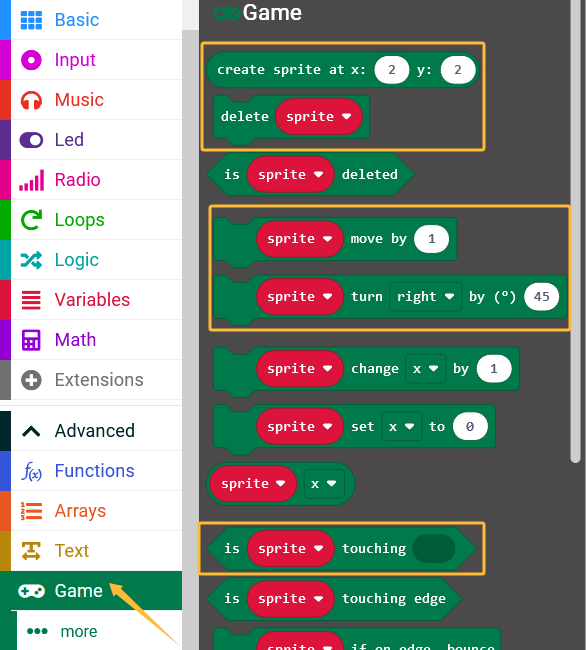 Basic
Input
Music
Led
Radio
Loops
Logic
Variables
Math
Extensions
Advanced
f(x) Functions
1 2 3 Arrays
T Text
Game
more
Game
create sprite at x: 2 y: 2
delete sprite
is sprite deleted
sprite move by 1
sprite turn right by (°) 45
sprite change x by 1
sprite set x to 0
sprite x
is sprite touching
is sprite touching edge
sprite if on edge, bounce